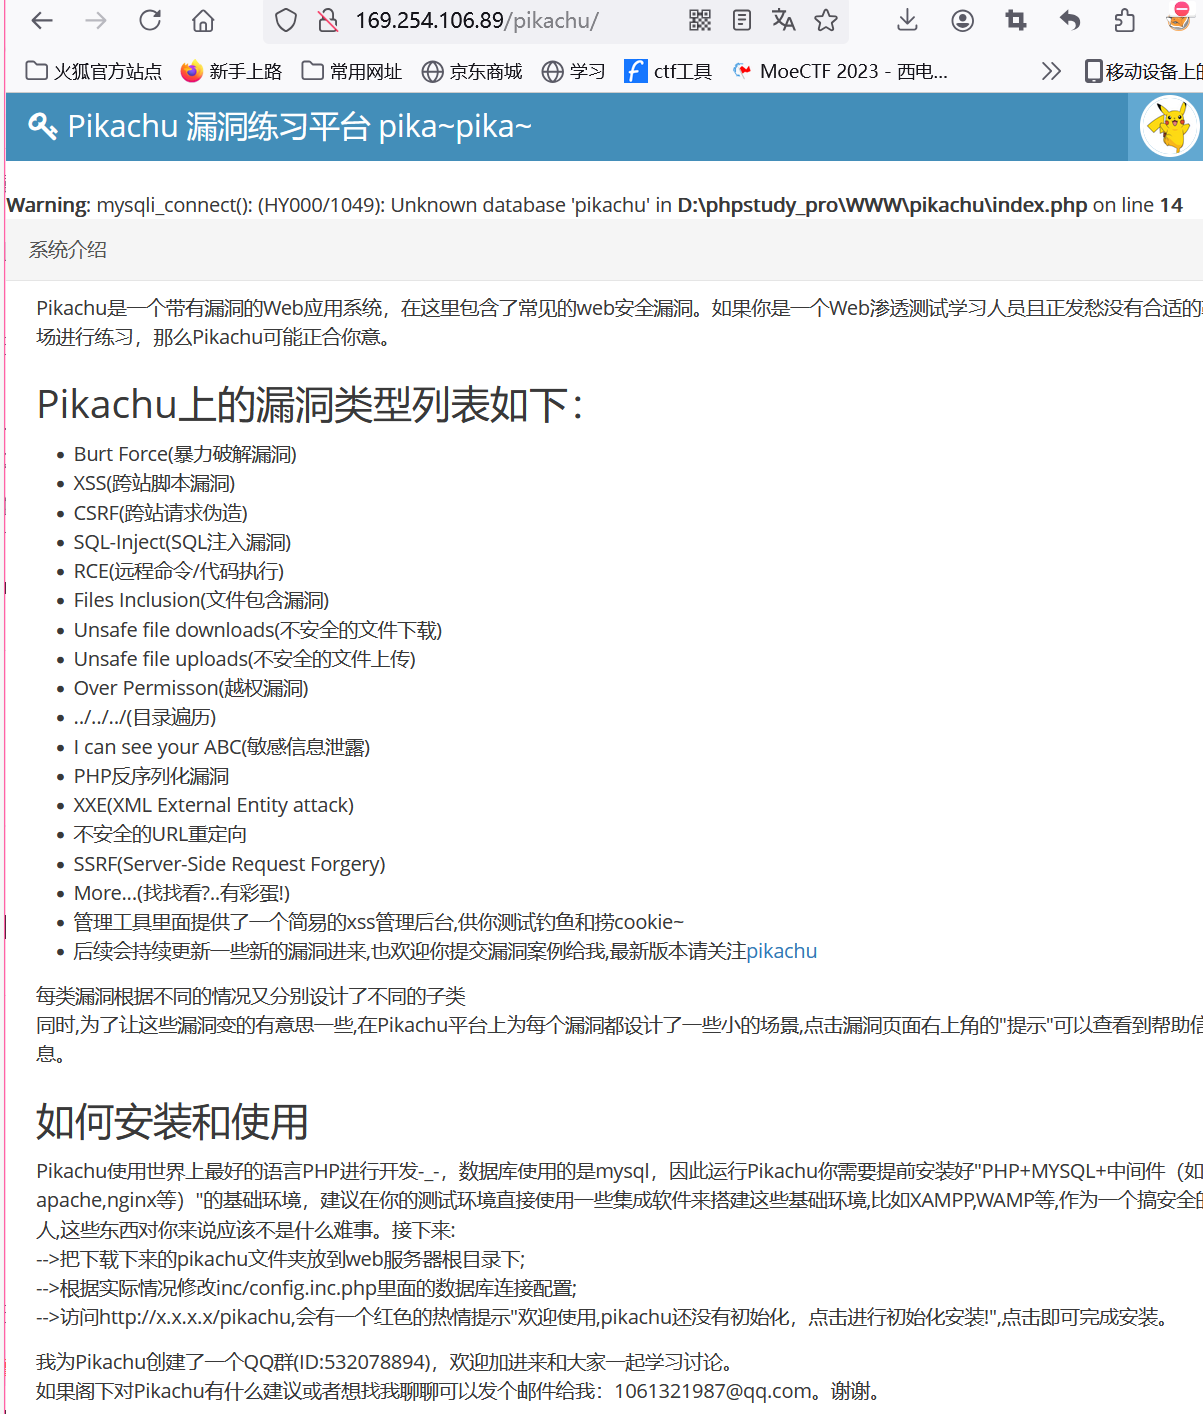 169.254.106.89/pikachu/
火狐官方站点 新手上路 常用网址 京东商城 学习 ctf工具 MoeCTF 2023 - 西电... 移动设备上的
Pikachu 漏洞练习平台 pika~pika~
Warning: mysqli_connect(): (HY000/1049): Unknown database 'pikachu' in D:\phpstudy_pro\WWW\pikachu\index.php on line 14
系统介绍
Pikachu是一个带有漏洞的Web应用系统，在这里包含了常见的web安全漏洞。如果你是一个Web渗透测试学习人员且正发愁没有合适的
场进行练习，那么Pikachu可能正合你意。
Pikachu上的漏洞类型列表如下：
• Burt Force(暴力破解漏洞)
• XSS(跨站脚本漏洞)
• CSRF(跨站请求伪造)
• SQL-Inject(SQL注入漏洞)
• RCE(远程命令/代码执行)
• Files Inclusion(文件包含漏洞)
• Unsafe file downloads(不安全的文件下载)
• Unsafe file uploads(不安全的文件上传)
• Over Permisson(越权漏洞)
• ../../../(目录遍历)
• I can see your ABC(敏感信息泄露)
• PHP反序列化漏洞
• XXE(XML External Entity attack)
• 不安全的URL重定向
• SSRF(Server-Side Request Forgery)
• More...(找找看?..有彩蛋!)
• 管理工具里面提供了一个简易的xss管理后台,供你测试钓鱼和捞cookie~
• 后续会持续更新一些新的漏洞进来,也欢迎你提交漏洞案例给我,最新版本请关注pikachu
每类漏洞根据不同的情况又分别设计了不同的子类
同时,为了让这些漏洞变的有意思一些,在Pikachu平台上为每个漏洞都设计了一些小的场景,点击漏洞页面右上角的"提示"可以查看到帮助信
息。
如何安装和使用
Pikachu使用世界上最好的语言PHP进行开发-_-，数据库使用的是mysql，因此运行Pikachu你需要提前安装好"PHP+MYSQL+中间件（如
apache,nginx等）"的基础环境，建议在你的测试环境直接使用一些集成软件来搭建这些基础环境,比如XAMPP,WAMP等,作为一个搞安全的
人,这些东西对你来说应该不是什么难事。接下来:
-->把下载下来的pikachu文件夹放到web服务器根目录下;
-->根据实际情况修改inc/config.inc.php里面的数据库连接配置;
-->访问http://x.x.x.x/pikachu,会有一个红色的热情提示"欢迎使用,pikachu还没有初始化，点击进行初始化安装!",点击即可完成安装。
我为Pikachu创建了一个QQ群(ID:532078894)，欢迎加进来和大家一起学习讨论。
如果阁下对Pikachu有什么建议或者想找我聊聊可以发个邮件给我：1061321987@qq.com。谢谢。